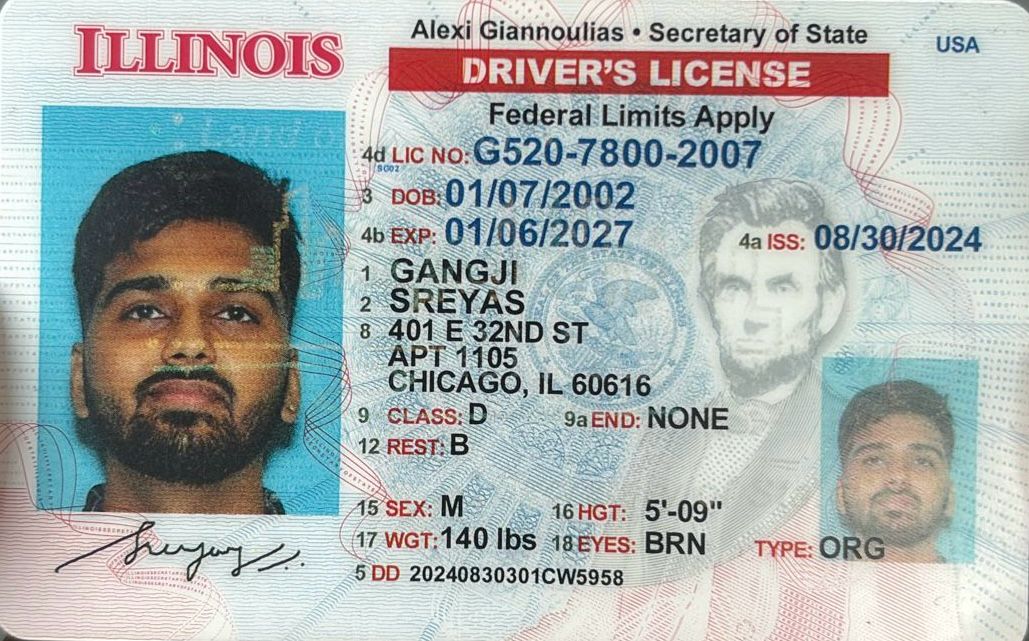 ILLINOIS
Alexi Giannoulias • Secretary of State
USA
DRIVER'S LICENSE
Federal Limits Apply
4d LIC NO: G520-7800-2007
3 DOB: 01/07/2002
4b EXP: 01/06/2027
4a ISS: 08/30/2024
1 GANGJI
2 SREYAS
8 401 E 32ND ST
APT 1105
CHICAGO, IL 60616
9 CLASS: D 9a END: NONE
12 REST: B
15 SEX: M 16 HGT: 5'-09"
17 WGT: 140 lbs 18 EYES: BRN
TYPE: ORG
5 DD 20240830301CW5958